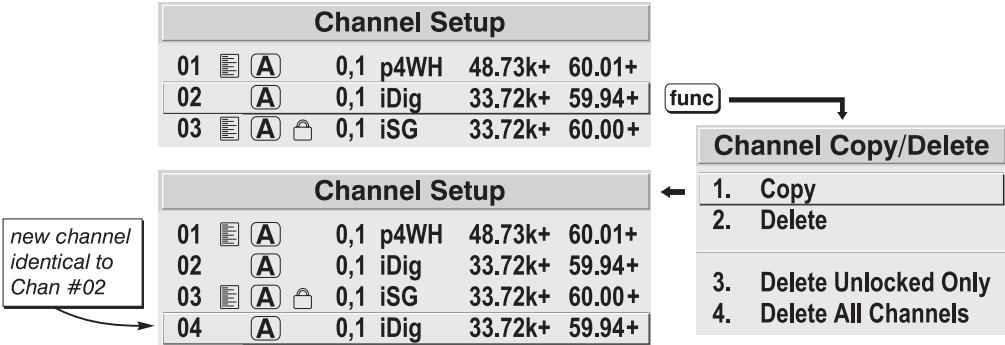 Channel Setup
01 A 0,1 p4WH 48.73k+ 60.01+
02 A 0,1 iDig 33.72k+ 59.94+
03 A 0,1 iSG 33.72k+ 60.00+
func
Channel Copy/Delete
1. Copy
2. Delete
3. Delete Unlocked Only
4. Delete All Channels
Channel Setup
01 A 0,1 p4WH 48.73k+ 60.01+
02 A 0,1 iDig 33.72k+ 59.94+
03 A 0,1 iSG 33.72k+ 60.00+
04 A 0,1 iDig 33.72k+ 59.94+
new channel
identical to
Chan #02